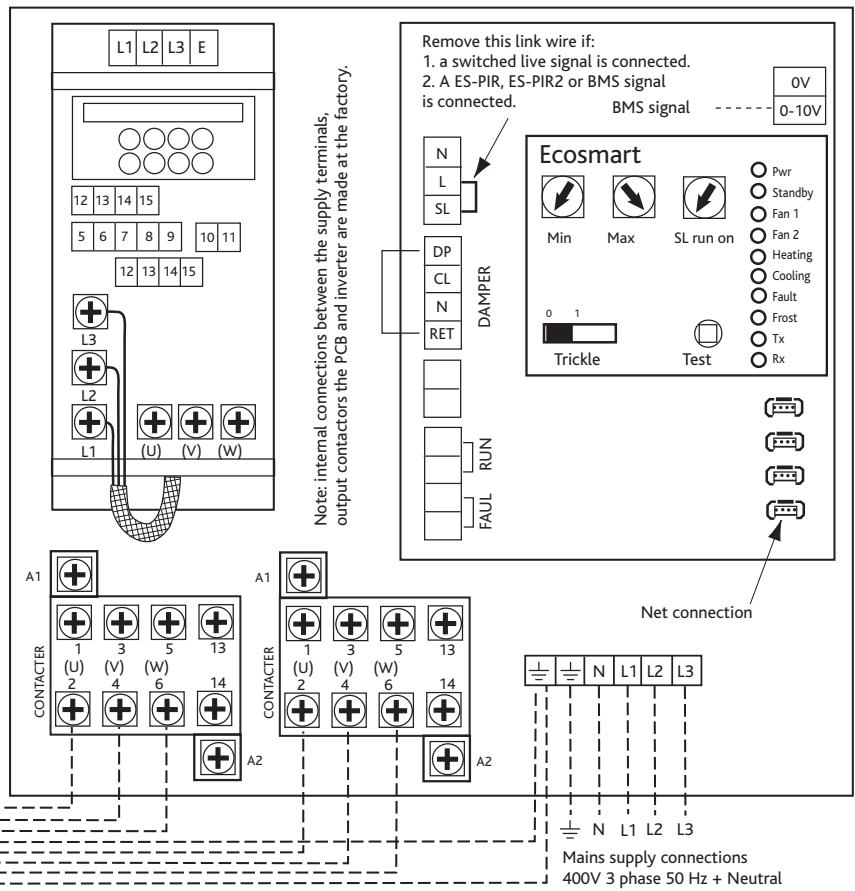 L1 L2 L3 E
12 13 14 15
5 6 7 8 9 10 11
12 13 14 15
L3
L2
L1
(U) (V) (W)
Note: internal connections between the supply terminals,
output contactors the PCB and inverter are made at the factory.
Remove this link wire if:
1. a switched live signal is connected.
2. A ES-PIR, ES-PIR2 or BMS signal
is connected.
BMS signal
0V
0-10V
N
L
SL
DP
CL
N
RET
DAMPER
RUN
FAUL
Ecosmart
Min Max SL run on
0 1
Trickle
Test
Pwr
Standby
Fan 1
Fan 2
Heating
Cooling
Fault
Frost
Tx
Rx
Net connection
A1
CONTACTER
1 3 5 13
(U) (V) (W)
2 4 6 14
A2
A1
CONTACTER
1 3 5 13
(U) (V) (W)
2 4 6 14
A2
N L1 L2 L3
N L1 L2 L3
Mains supply connections
400V 3 phase 50 Hz + Neutral